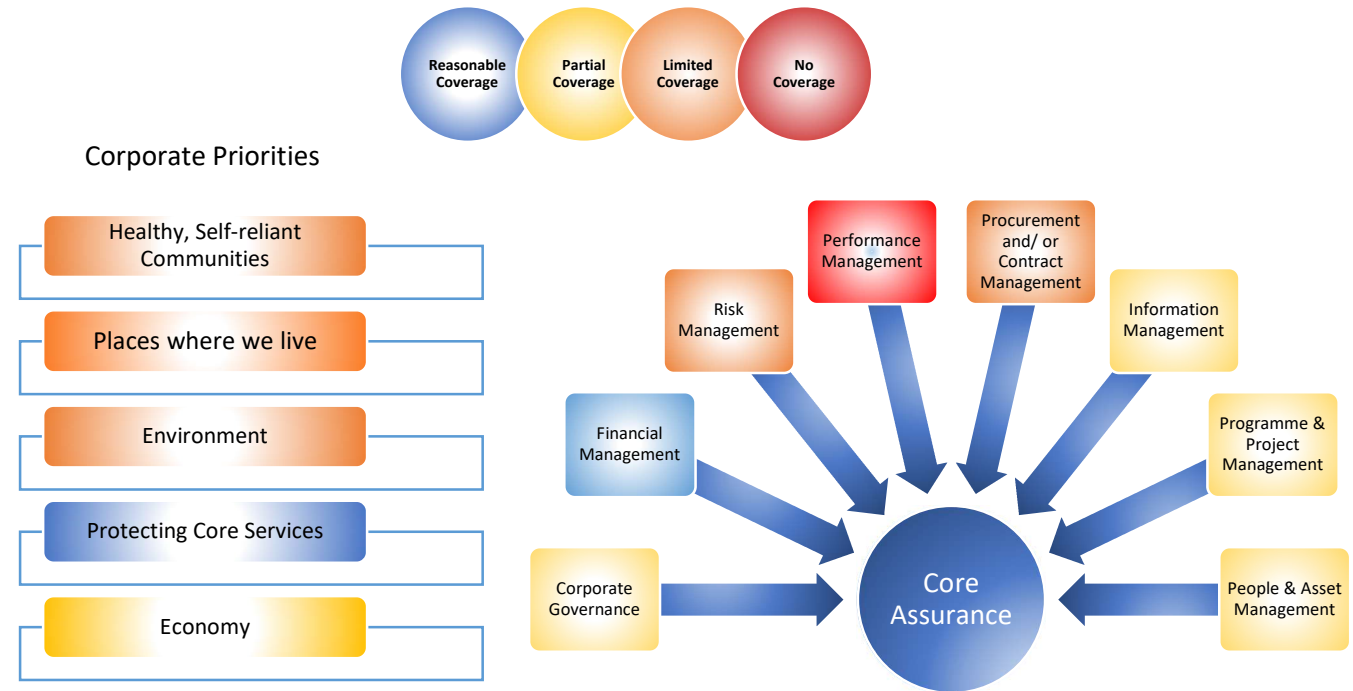 Reasonable
Coverage
Partial
Coverage
Limited
Coverage
No
Coverage
Corporate Priorities
Healthy, Self-reliant
Communities
Places where we live
Environment
Protecting Core Services
Economy
Corporate
Governance
Financial
Management
Risk
Management
Performance
Management
Procurement
and/ or
Contract
Management
Information
Management
Programme &
Project
Management
People & Asset
Management
Core
Assurance